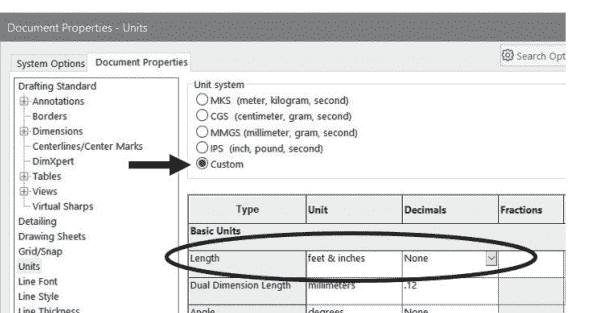 Document Properties - Units
Search Opt
System Options Document Properties
Drafting Standard
Annotations
Borders
Dimensions
Centerlines/Center Marks
DimXpert
Tables
Views
Virtual Sharps
Detailing
Drawing Sheets
Grid/Snap
Units
Line Font
Line Style
Line Thickness
Unit system
MKS (meter, kilogram, second)
CGS (centimeter, gram, second)
MMGS (millimeter, gram, second)
IPS (inch, pound, second)
Custom
Type Unit Decimals Fractions
Basic Units
Length feet & inches None
Dual Dimension Length millimeters .12
Angle degrees None